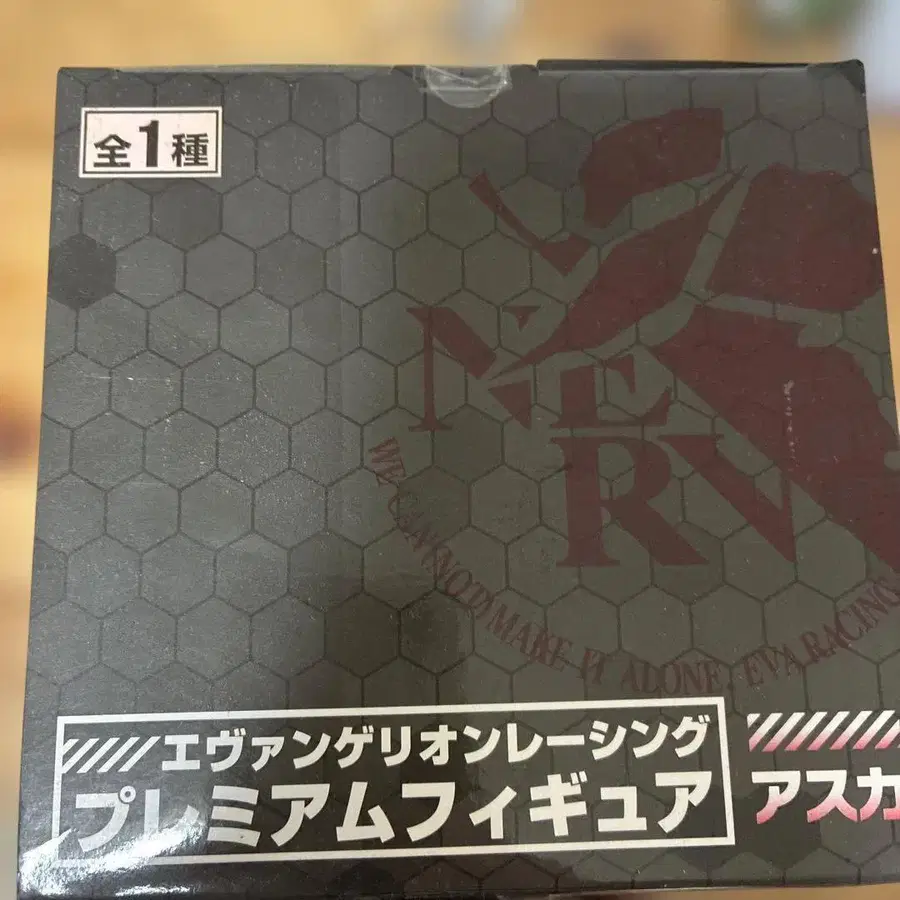 全1種
NERV
WE CANNOT MAKE IT ALONE, EVA RACING
エヴァンゲリオンレーシング
プレミアムフィギュア
アスカ